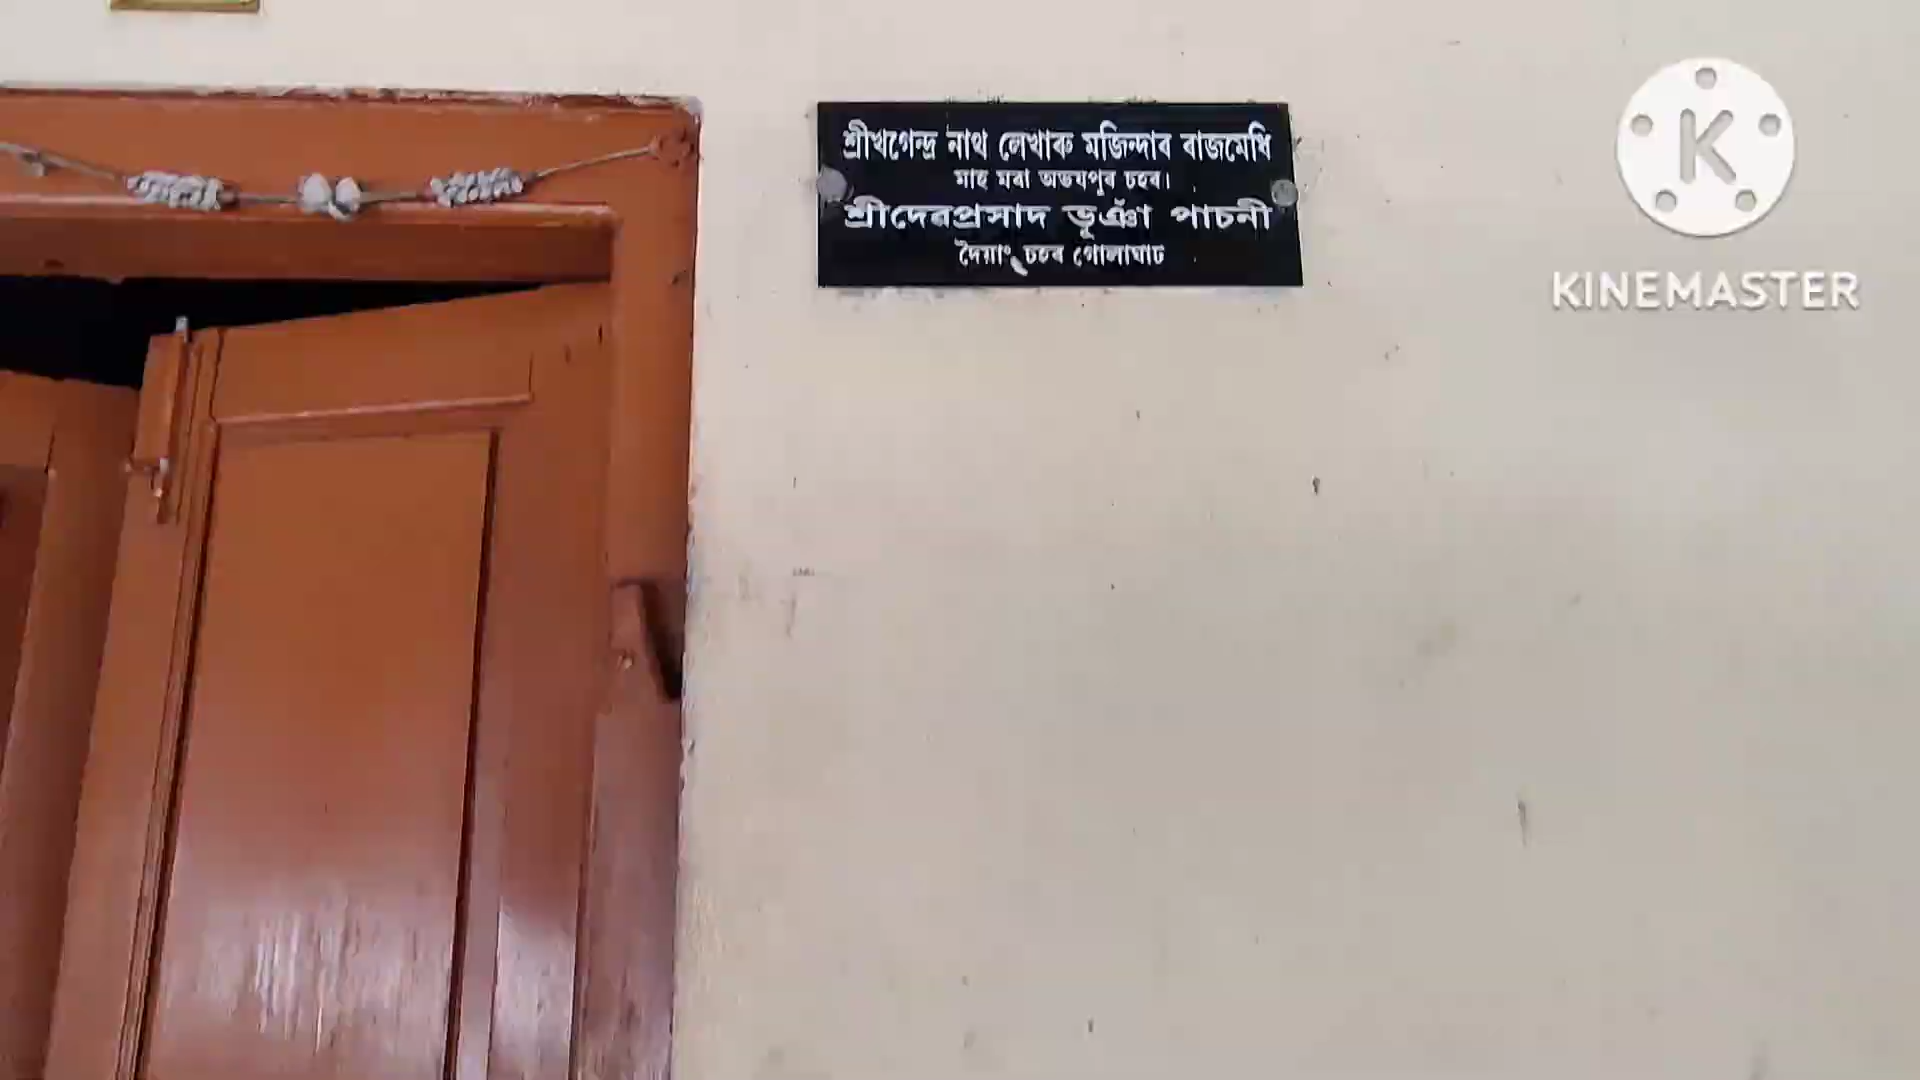 শ্ৰীখগেন্দ্ৰ নাথ লেখাৰু মজিন্দাৰ ৰাজমেধি
মাহ মৰা অভয়পুৰ চহৰ।
শ্ৰীদেৱপ্ৰসাদ ভূঞাঁ পাচনী
দৈয়াং চহৰ গোলাঘাট
K
KINEMASTER